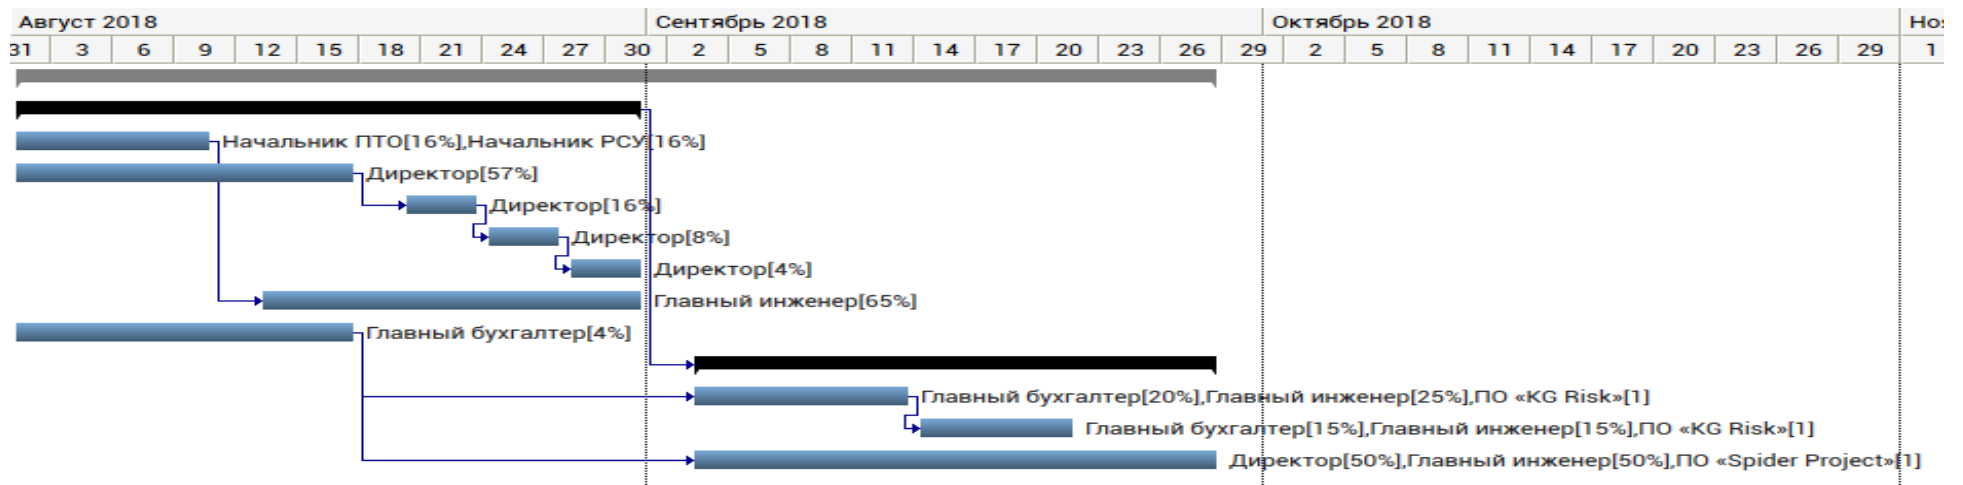 Август 2018 Сентябрь 2018 Октябрь 2018
31 3 6 9 12 15 18 21 24 27 30 2 5 8 11 14 17 20 23 26 29 2 5 8 11 14 17 20 23 26 29 1
Начальник ПТО[16%],Начальник РСУ[16%]
Директор[57%]
Директор[16%]
Директор[8%]
Директор[4%]
Главный инженер[65%]
Главный бухгалтер[4%]
Главный бухгалтер[20%],Главный инженер[25%],ПО «KG Risk»[1]
Главный бухгалтер[15%],Главный инженер[15%],ПО «KG Risk»[1]
Директор[50%],Главный инженер[50%],ПО «Spider Project»[1]